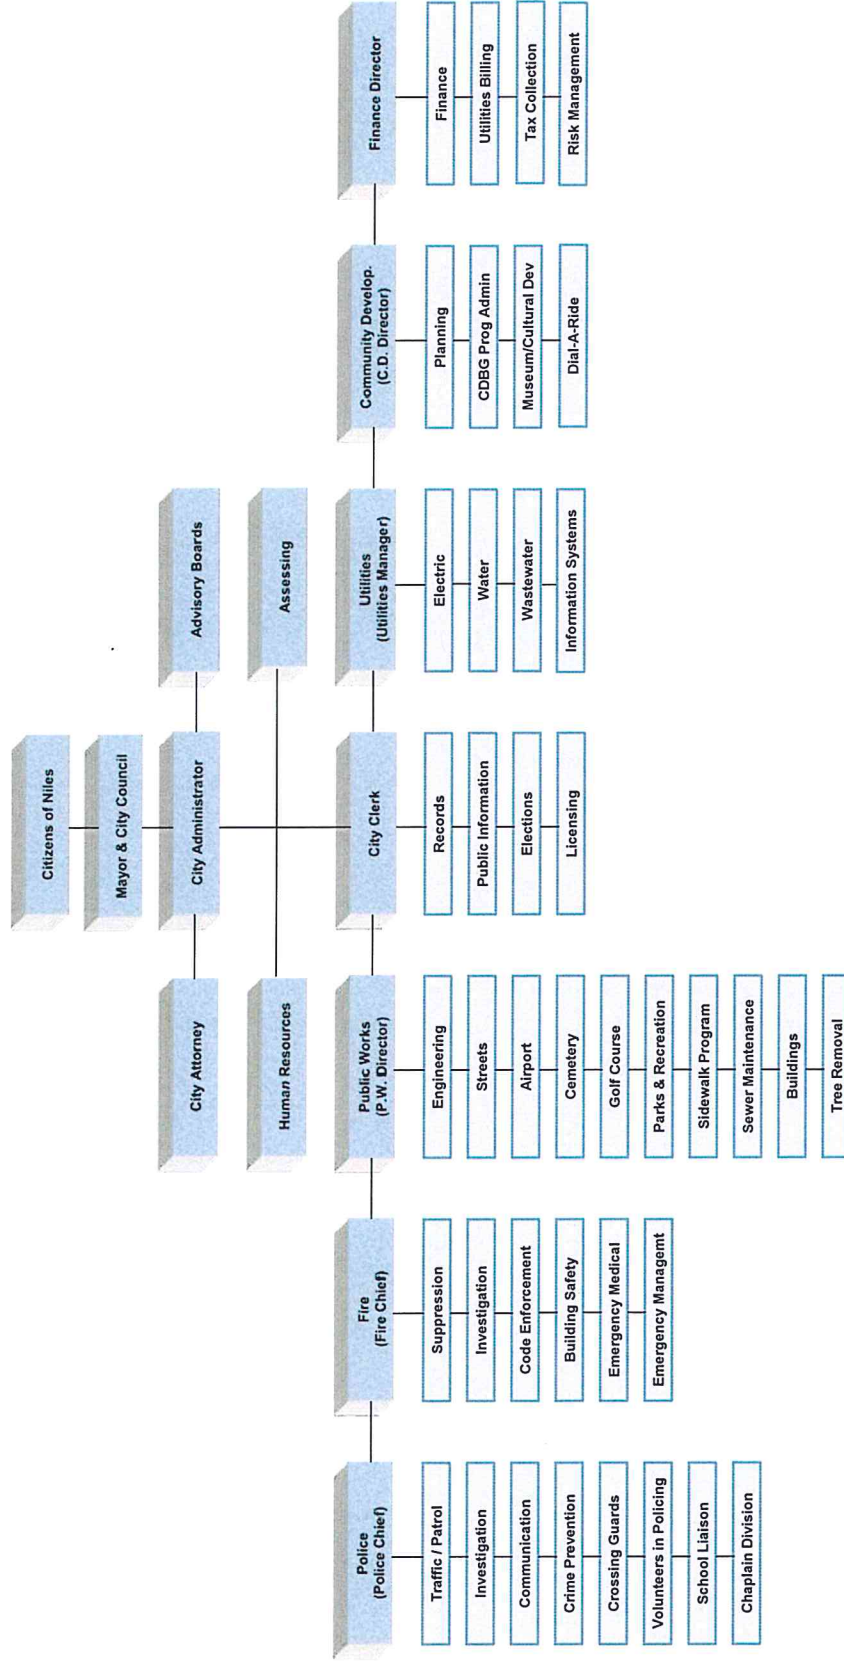 Citizens of Niles
Mayor & City Council
City Attorney
City Administrator
Advisory Boards
Human Resources
Assessing
Police
(Police Chief)
Traffic / Patrol
Investigation
Communication
Crime Prevention
Crossing Guards
Volunteers in Policing
School Liaison
Chaplain Division
Fire
(Fire Chief)
Suppression
Investigation
Code Enforcement
Building Safety
Emergency Medical
Emergency Managemt
Public Works
(P.W. Director)
Engineering
Streets
Airport
Cemetery
Golf Course
Parks & Recreation
Sidewalk Program
Sewer Maintenance
Buildings
Tree Removal
City Clerk
Records
Public Information
Elections
Licensing
Utilities
(Utilities Manager)
Electric
Water
Wastewater
Information Systems
Community Develop.
(C.D. Director)
Planning
CDBG Prog Admin
Museum/Cultural Dev
Dial-A-Ride
Finance Director
Finance
Utilities Billing
Tax Collection
Risk Management